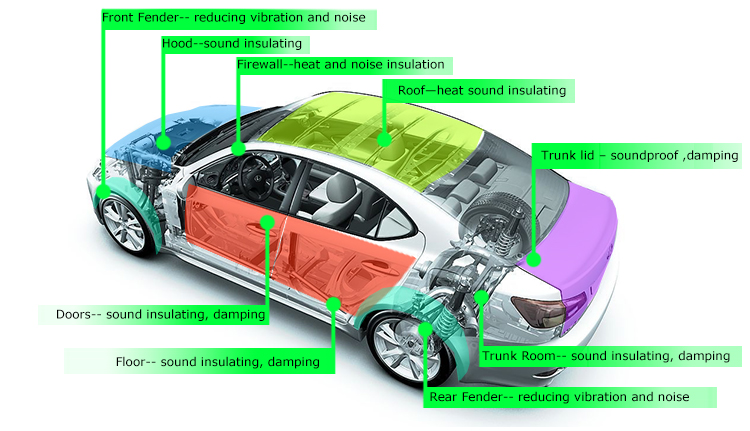 Front Fender-- reducing vibration and noise
Hood--sound insulating
Firewall--heat and noise insulation
Roof—heat sound insulating
Trunk lid – soundproof ,damping
Doors-- sound insulating, damping
Floor-- sound insulating, damping
Trunk Room-- sound insulating, damping
Rear Fender-- reducing vibration and noise